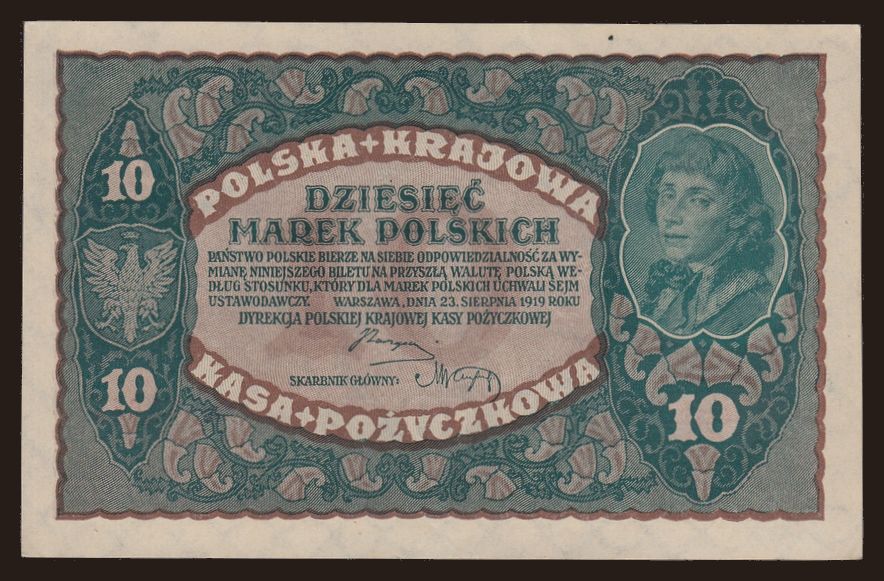 POLSKA + KRAJOWA
10
DZIESIĘĆ
MAREK POLSKICH
PAŃSTWO POLSKIE BIERZE NA SIEBIE ODPOWIEDZIALNOŚĆ ZA WY-
MIANĘ NINIEJSZEGO BILETU NA PRZYSZŁĄ WALUTĘ POLSKĄ WE-
DŁUG STOSUNKU, KTÓRY DLA MAREK POLSKICH UCHWALI SEJM
USTAWODAWCZY. WARSZAWA, DNIA 23. SIERPNIA 1919 ROKU
DYREKCJA POLSKIEJ KRAJOWEJ KASY POŻYCZKOWEJ
SKARBNIK GŁÓWNY:
10
10
KASA + POŻYCZKOWA